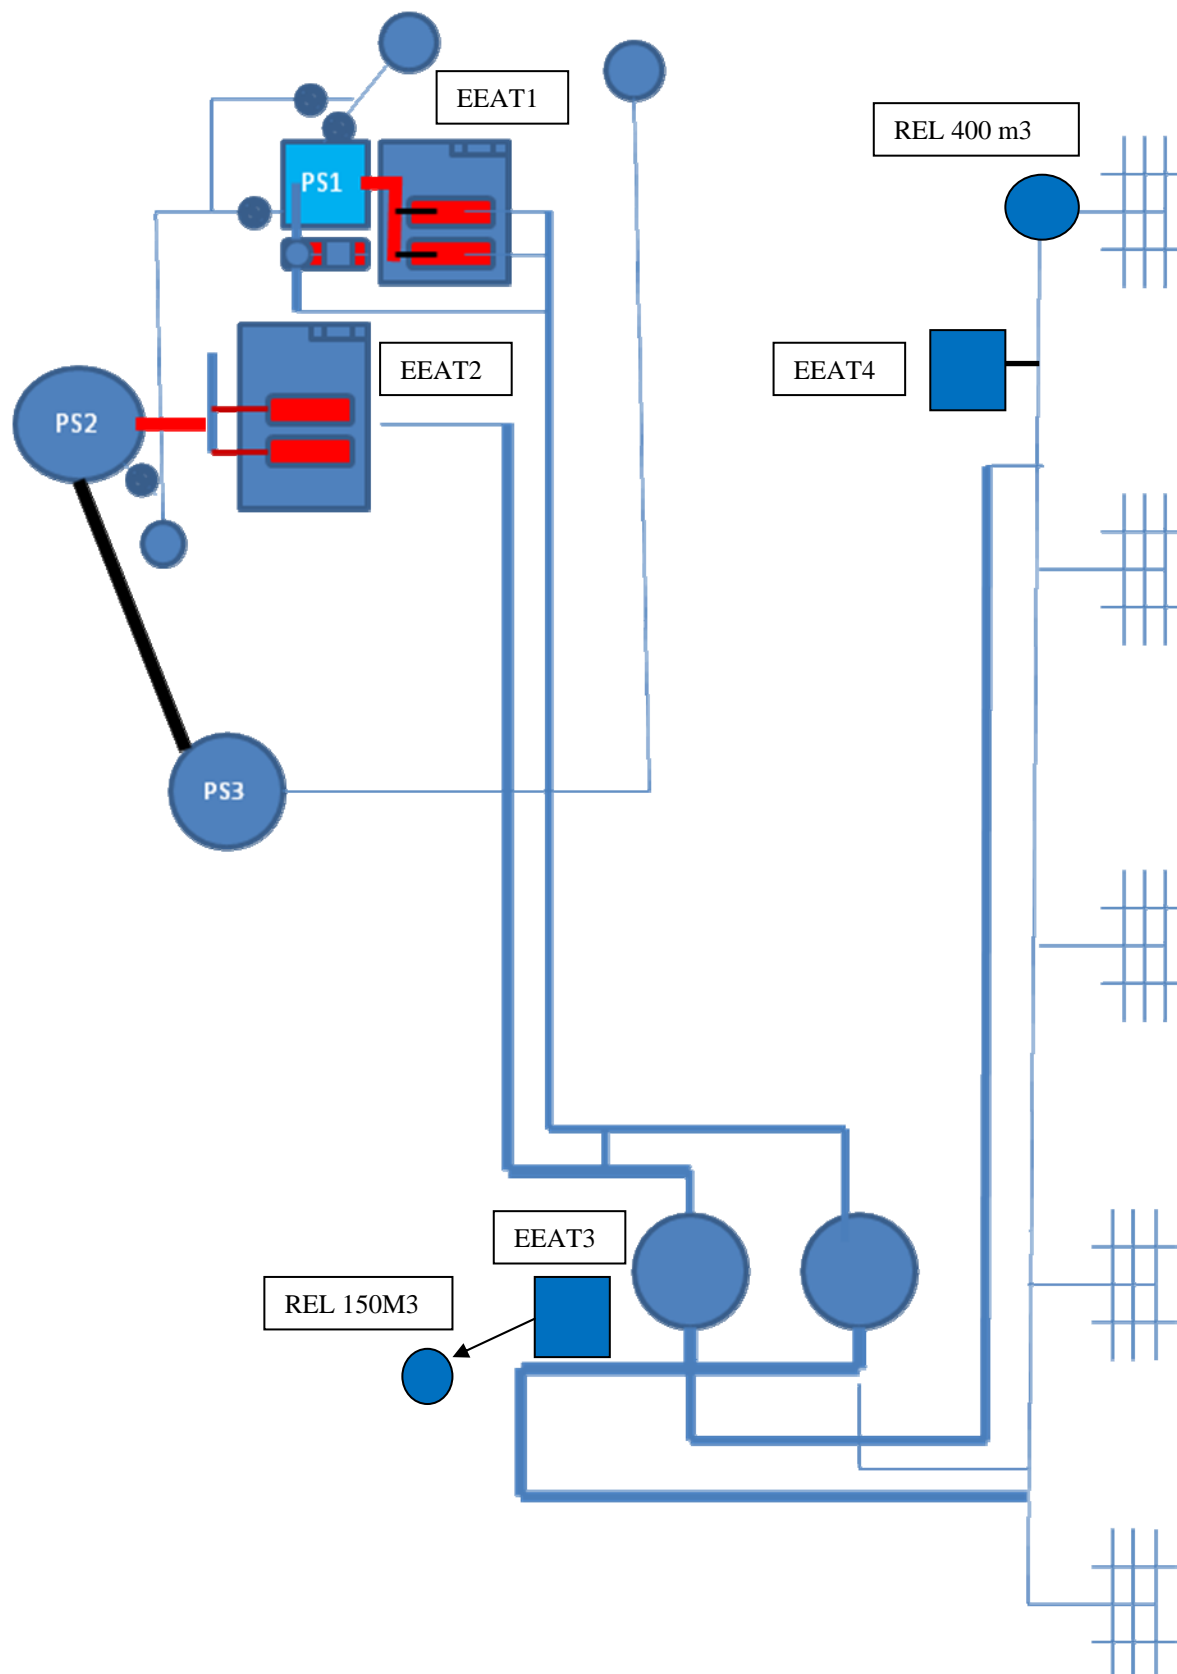 EEAT1
REL 400 m3
PS1
EEAT2
EEAT4
PS2
PS3
EEAT3
REL 150M3